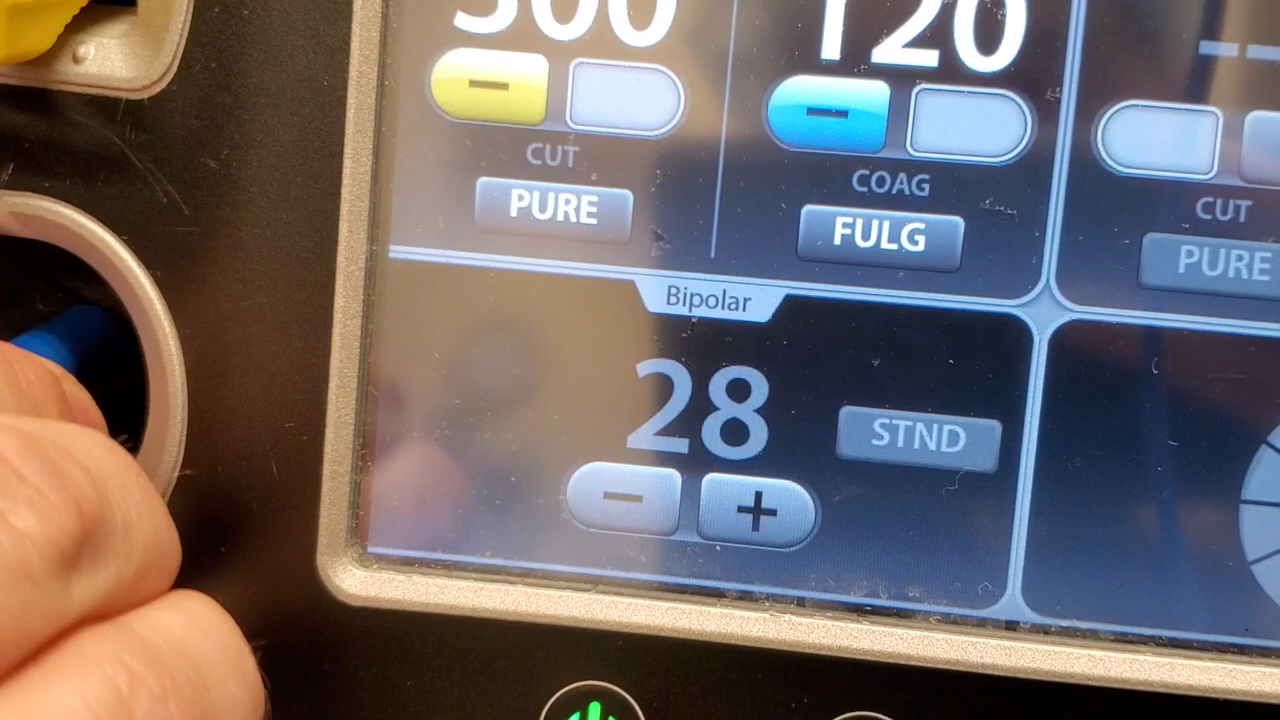 300 120 --
− −
CUT COAG CUT
PURE FULG PURE
Bipolar
28 STND
− +